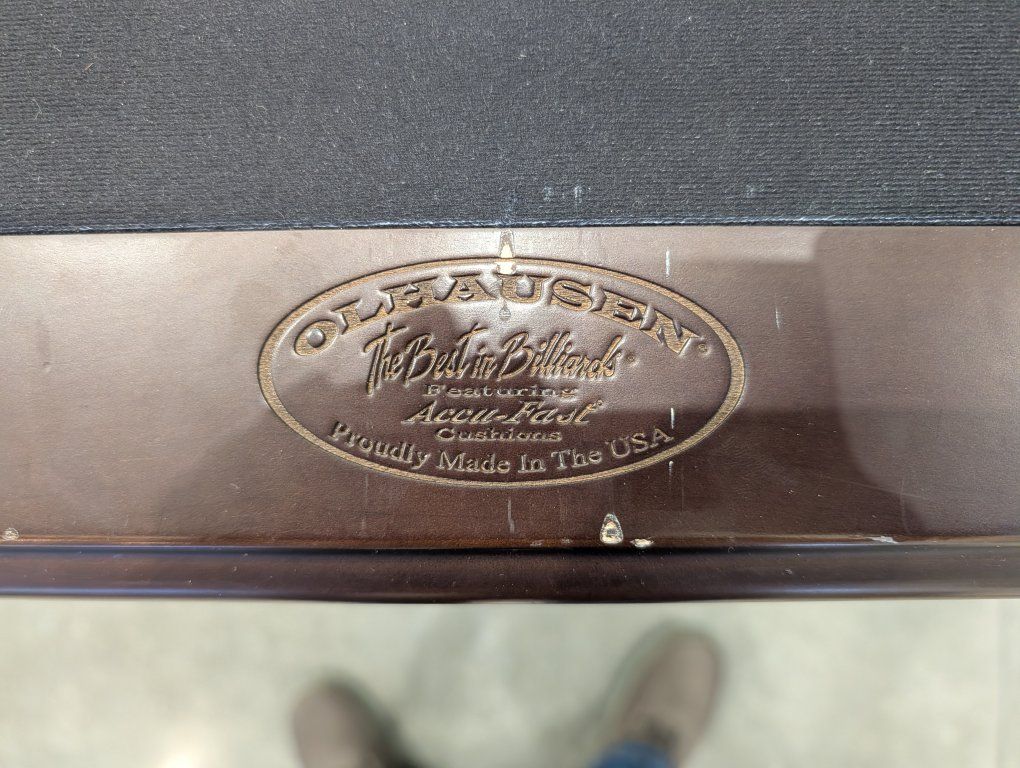 OLHAUSEN®
The Best in Billiards®
Featuring
Accu-Fast®
Cushions
Proudly Made In The USA